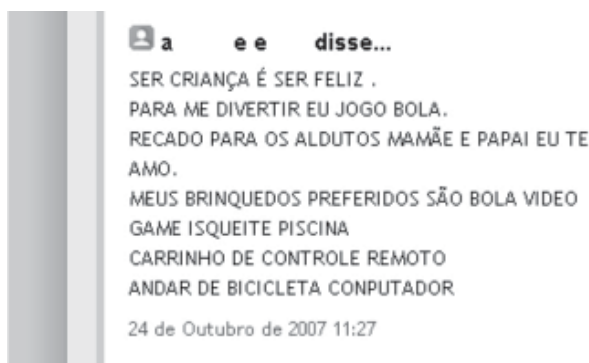 a e e disse...
SER CRIANÇA É SER FELIZ .
PARA ME DIVERTIR EU JOGO BOLA.
RECADO PARA OS ALDUTOS MAMÃE E PAPAI EU TE
AMO.
MEUS BRINQUEDOS PREFERIDOS SÃO BOLA VIDEO
GAME ISQUEITE PISCINA
CARRINHO DE CONTROLE REMOTO
ANDAR DE BICICLETA CONPUTADOR
24 de Outubro de 2007 11:27